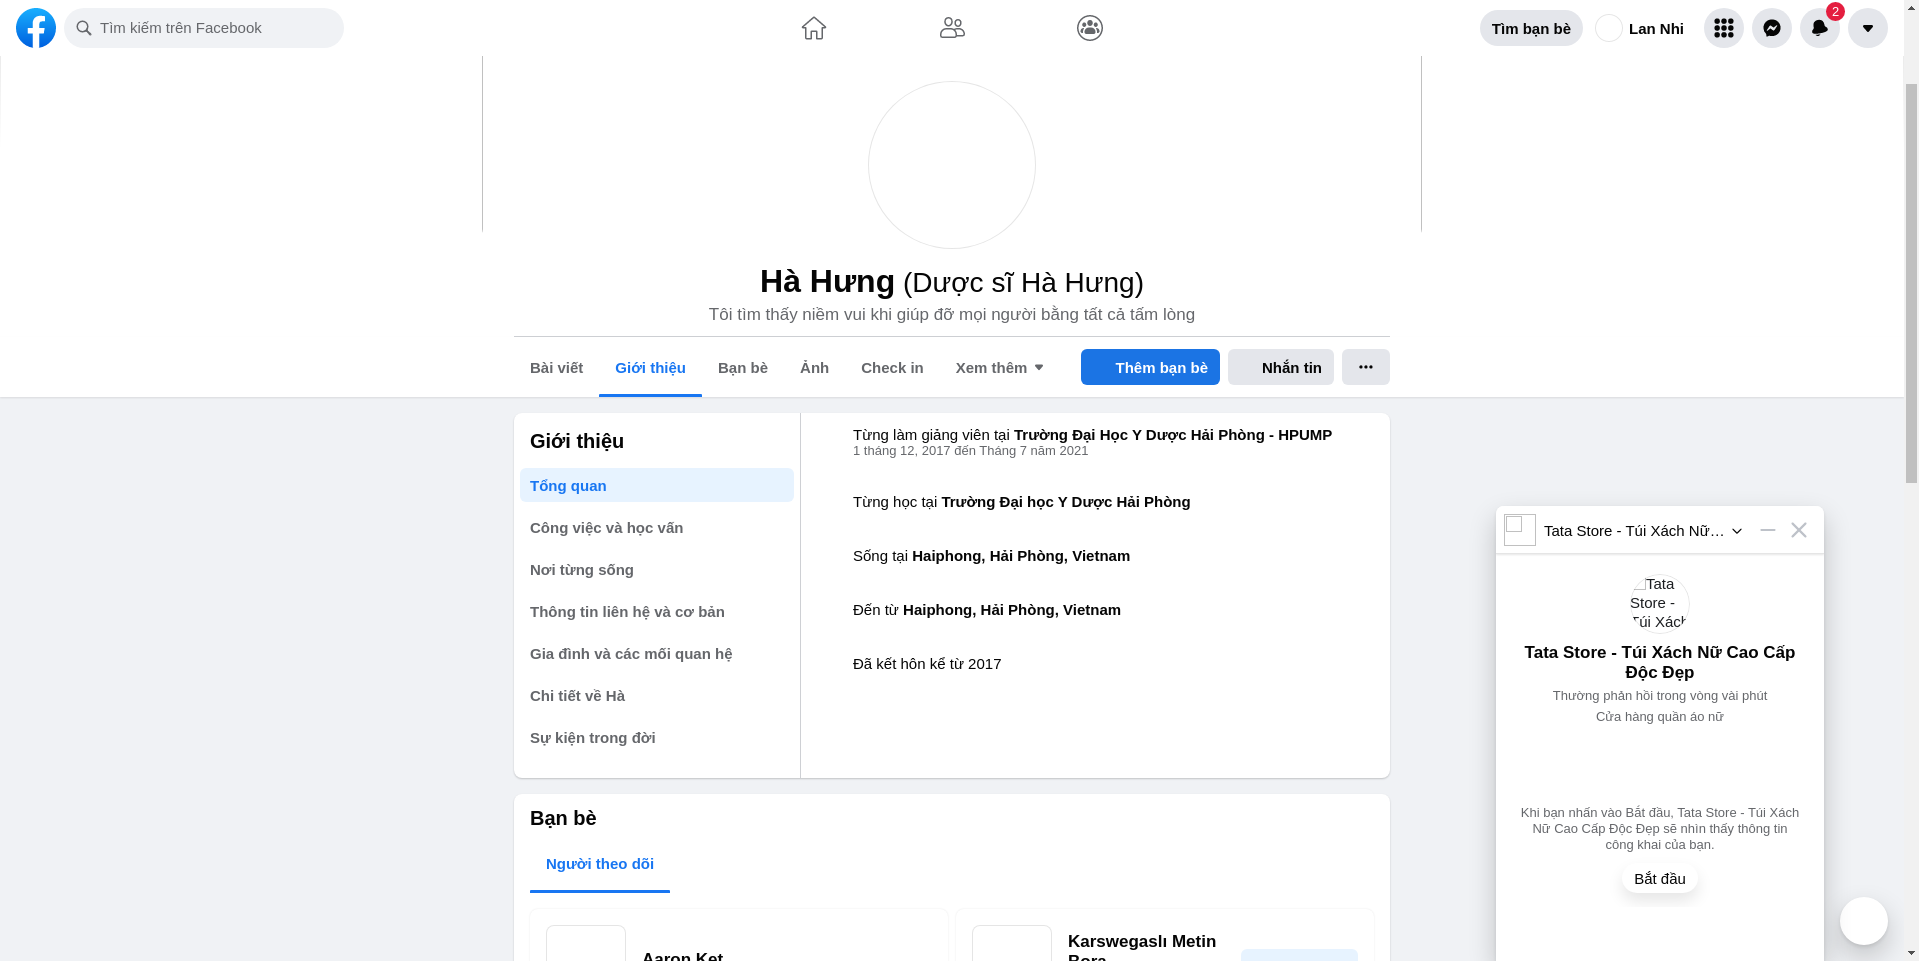 Tìm kiếm trên Facebook
Tìm bạn bè
Lan Nhi
2
Hà Hưng (Dược sĩ Hà Hưng)
Tôi tìm thấy niềm vui khi giúp đỡ mọi người bằng tất cả tấm lòng
Bài viết
Giới thiệu
Bạn bè
Ảnh
Check in
Xem thêm
Thêm bạn bè
Nhắn tin
Giới thiệu
Tổng quan
Công việc và học vấn
Nơi từng sống
Thông tin liên hệ và cơ bản
Gia đình và các mối quan hệ
Chi tiết về Hà
Sự kiện trong đời
Từng làm giảng viên tại Trường Đại Học Y Dược Hải Phòng - HPUMP
1 tháng 12, 2017 đến Tháng 7 năm 2021
Từng học tại Trường Đại học Y Dược Hải Phòng
Sống tại Haiphong, Hải Phòng, Vietnam
Đến từ Haiphong, Hải Phòng, Vietnam
Đã kết hôn kể từ 2017
Bạn bè
Người theo dõi
Aaron Ket
Karswegaslı Metin
Bora
Tata Store - Túi Xách Nữ…
Tata
Store -
Túi Xách
Tata Store - Túi Xách Nữ Cao Cấp
Độc Đẹp
Thường phản hồi trong vòng vài phút
Cửa hàng quần áo nữ
Khi bạn nhấn vào Bắt đầu, Tata Store - Túi Xách
Nữ Cao Cấp Độc Đẹp sẽ nhìn thấy thông tin
công khai của bạn.
Bắt đầu